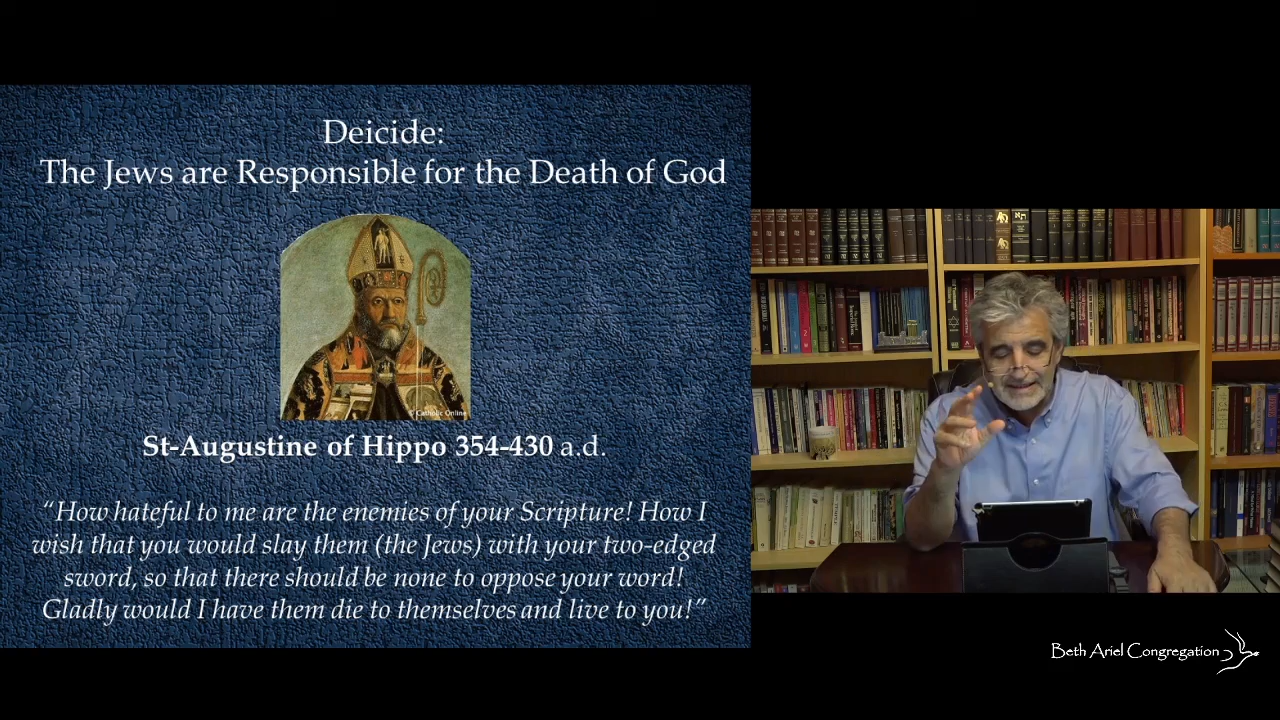 Deicide:
The Jews are Responsible for the Death of God
© Catholic Online
St-Augustine of Hippo 354-430 a.d.
“How hateful to me are the enemies of your Scripture! How I
wish that you would slay them (the Jews) with your two-edged
sword, so that there should be none to oppose your word!
Gladly would I have them die to themselves and live to you!”
Beth Ariel Congregation